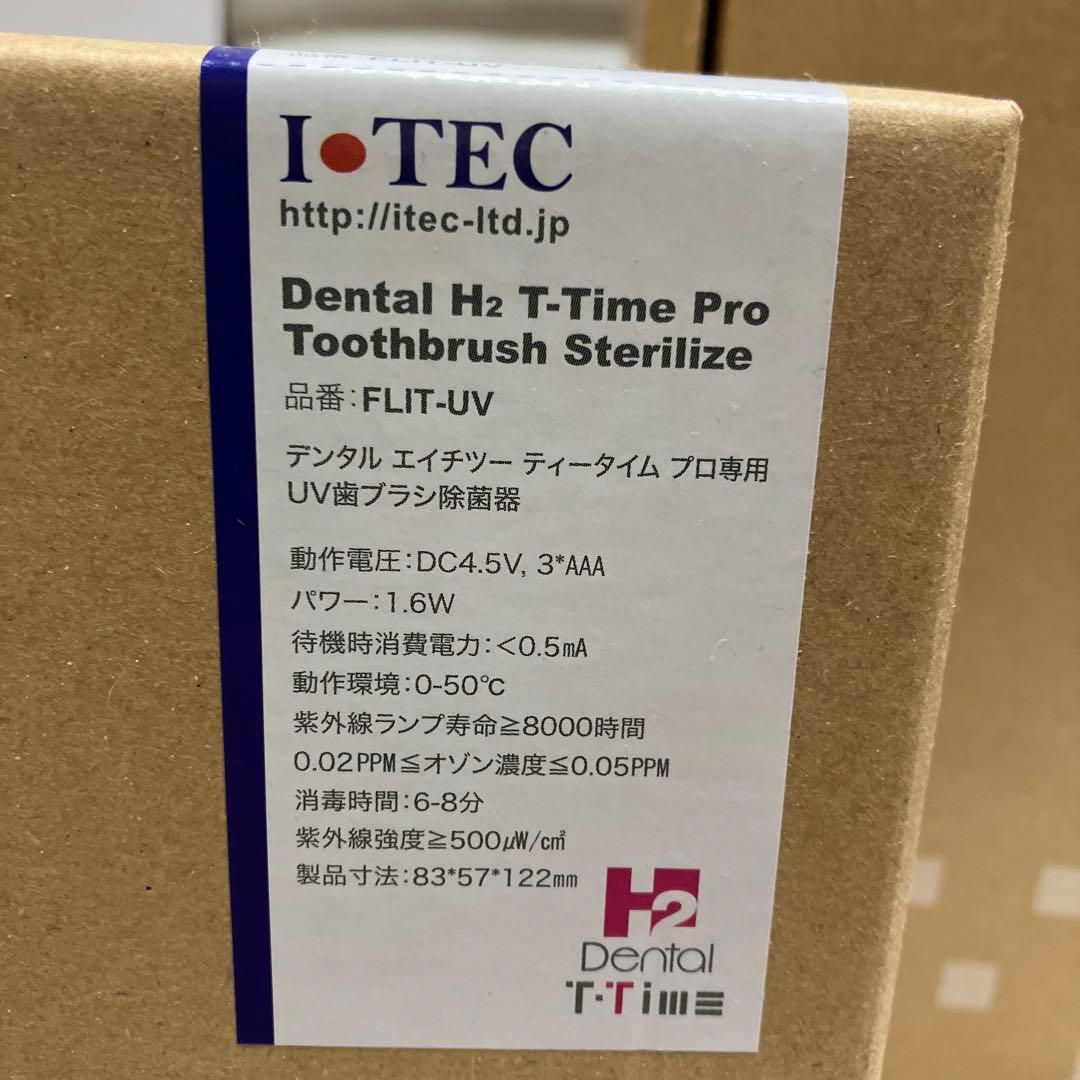 FLIT-UV
I•TEC
http://itec-ltd.jp
Dental H2 T-Time Pro
Toothbrush Sterilize
品番:FLIT-UV
デンタル エイチツー ティータイム プロ専用
UV歯ブラシ除菌器
動作電圧:DC4.5V, 3*AAA
パワー:1.6W
待機時消費電力:<0.5mA
動作環境:0-50℃
紫外線ランプ寿命≧8000時間
0.02PPM≦オゾン濃度≦0.05PPM
消毒時間:6-8分
紫外線強度≧500μW/c㎡
製品寸法:83*57*122mm
H2
Dental
T-Time